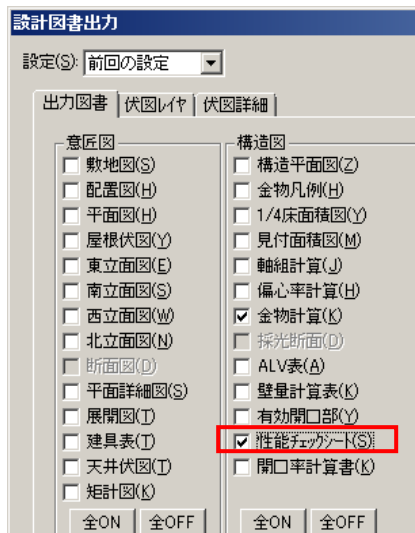 設計図書出力
設定(S): 前回の設定
出力図書 伏図レイヤ 伏図詳細
意匠図
敷地図(S)
配置図(H)
平面図(H)
屋根伏図(Y)
東立面図(E)
南立面図(S)
西立面図(W)
北立面図(N)
断面図(D)
平面詳細図(S)
展開図(T)
建具表(T)
天井伏図(T)
矩計図(K)
全ON 全OFF
構造図
構造平面図(Z)
金物凡例(H)
1/4床面積図(Y)
見付面積図(M)
軸組計算(J)
偏心率計算(H)
金物計算(K)
採光断面(D)
ALV表(A)
壁量計算表(K)
有効開口部(Y)
性能チェックシート(S)
開口率計算書(K)
全ON 全OFF